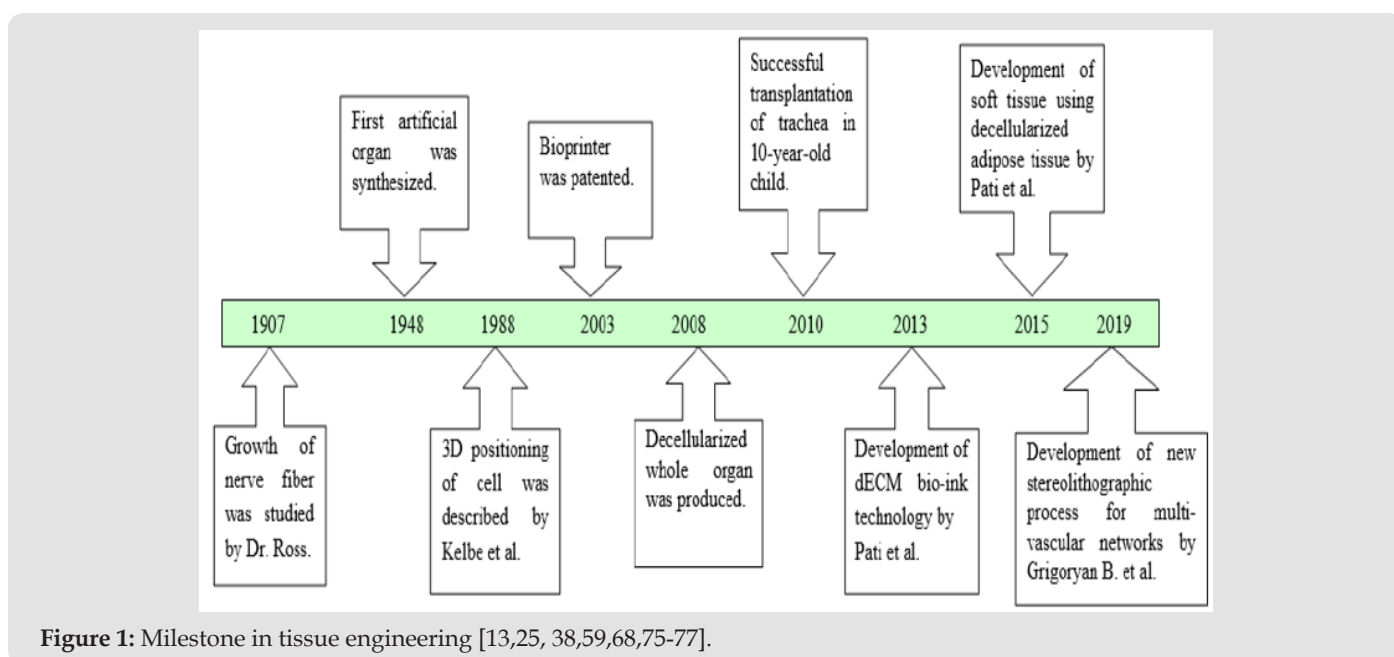 First artificial
organ was
synthesized.
Bioprinter
was patented.
Successful
transplantation
of trachea in
10-year-old
child.
Development of
soft tissue using
decellularized
adipose tissue by
Pati et al.
1907 1948 1988 2003 2008 2010 2013 2015 2019
Growth of
nerve fiber
was studied
by Dr. Ross.
3D positioning
of cell was
described by
Kelbe et al.
Decellularized
whole organ
was produced.
Development of
dECM bio-ink
technology by
Pati et al.
Development of new
stereolithographic
process for multi-
vascular networks by
Grigoryan B. et al.
Figure 1: Milestone in tissue engineering [13,25, 38,59,68,75-77].